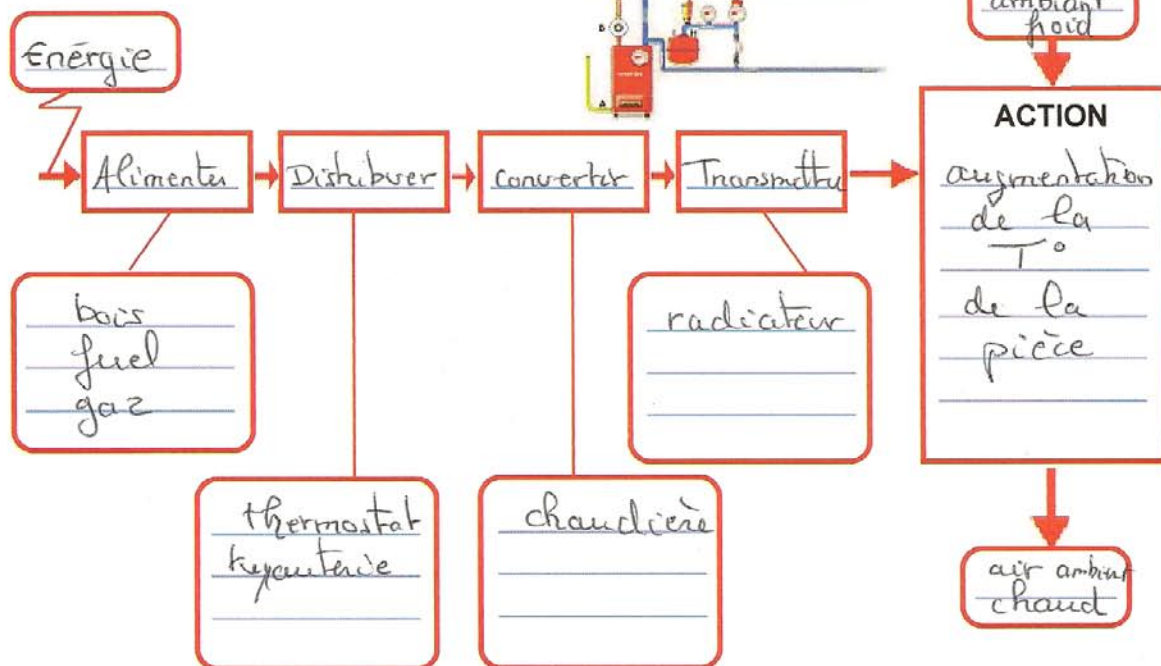 ambiant
froid
Energie
ACTION
Alimenter
Distribuer
convertir
Transmettre
augmentation
de la
T°
de la
pièce
bois
fuel
gaz
radiateur
thermostat
tuyauterie
chaudière
air ambiant
chaud